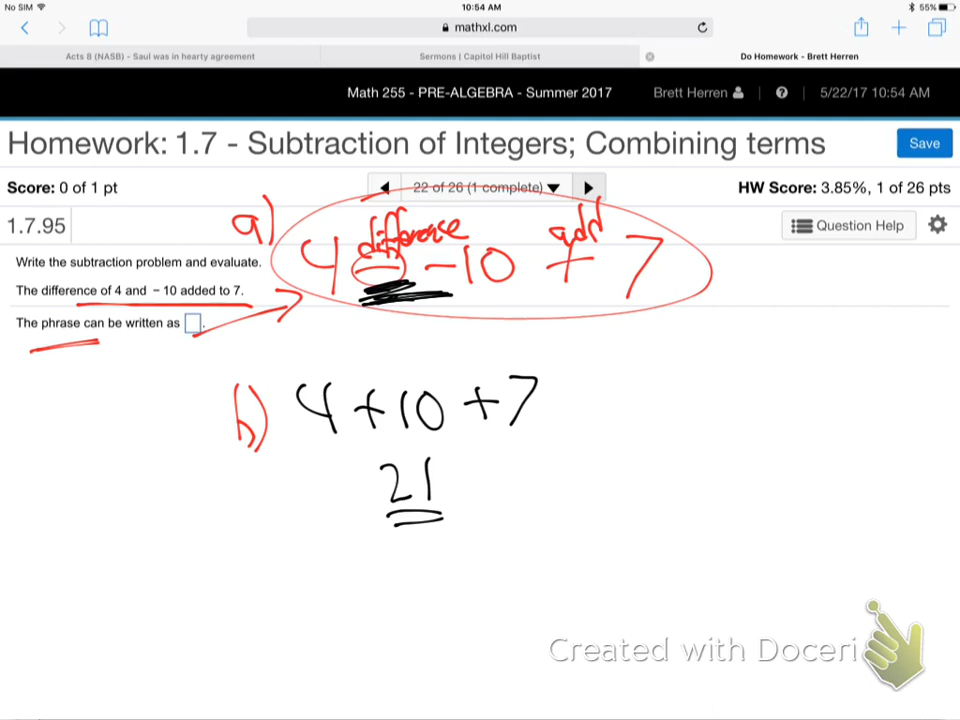 No SIM 10:54 AM 55%
mathxl.com
Acts 8 (NASB) - Saul was in hearty agreement Sermons | Capitol Hill Baptist Do Homework - Brett Herren
Math 255 - PRE-ALGEBRA - Summer 2017 Brett Herren ? 5/22/17 10:54 AM
Homework: 1.7 - Subtraction of Integers; Combining terms Save
Score: 0 of 1 pt 22 of 26 (1 complete) HW Score: 3.85%, 1 of 26 pts
1.7.95 Question Help
a) difference add
4 - -10 + 7
Write the subtraction problem and evaluate.
The difference of 4 and - 10 added to 7.
The phrase can be written as .
b) 4 + 10 + 7
21
Created with Doceri